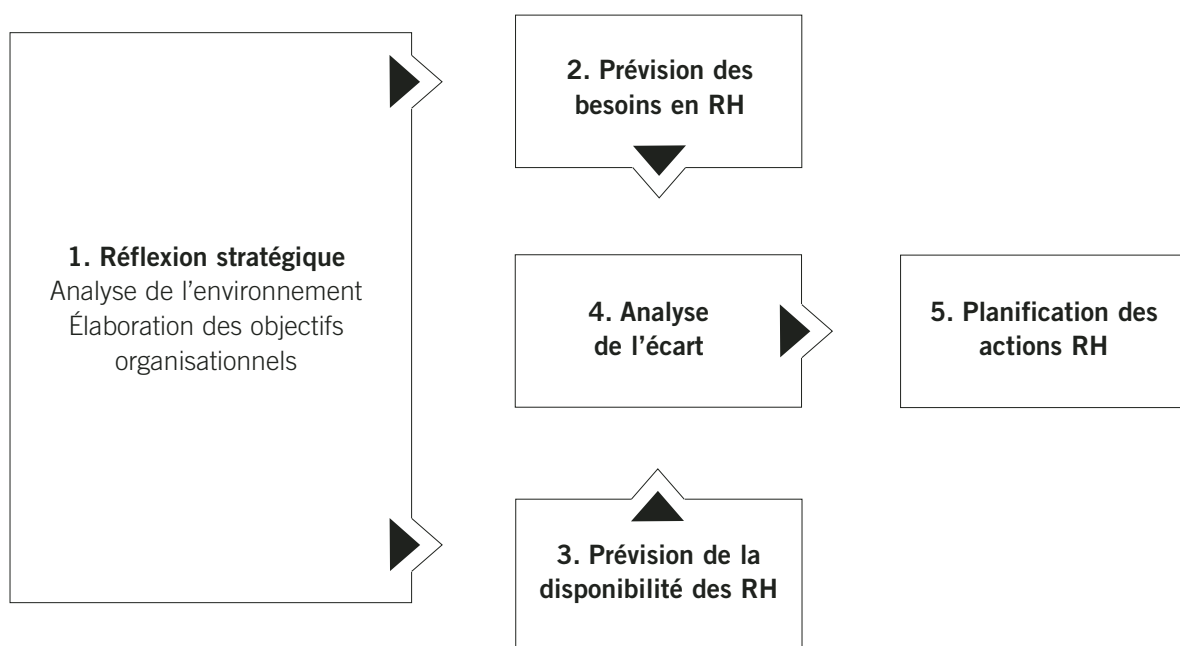 2. Prévision des
besoins en RH
1. Réflexion stratégique
Analyse de l'environnement
Élaboration des objectifs
organisationnels
4. Analyse
de l'écart
5. Planification des
actions RH
3. Prévision de la
disponibilité des RH